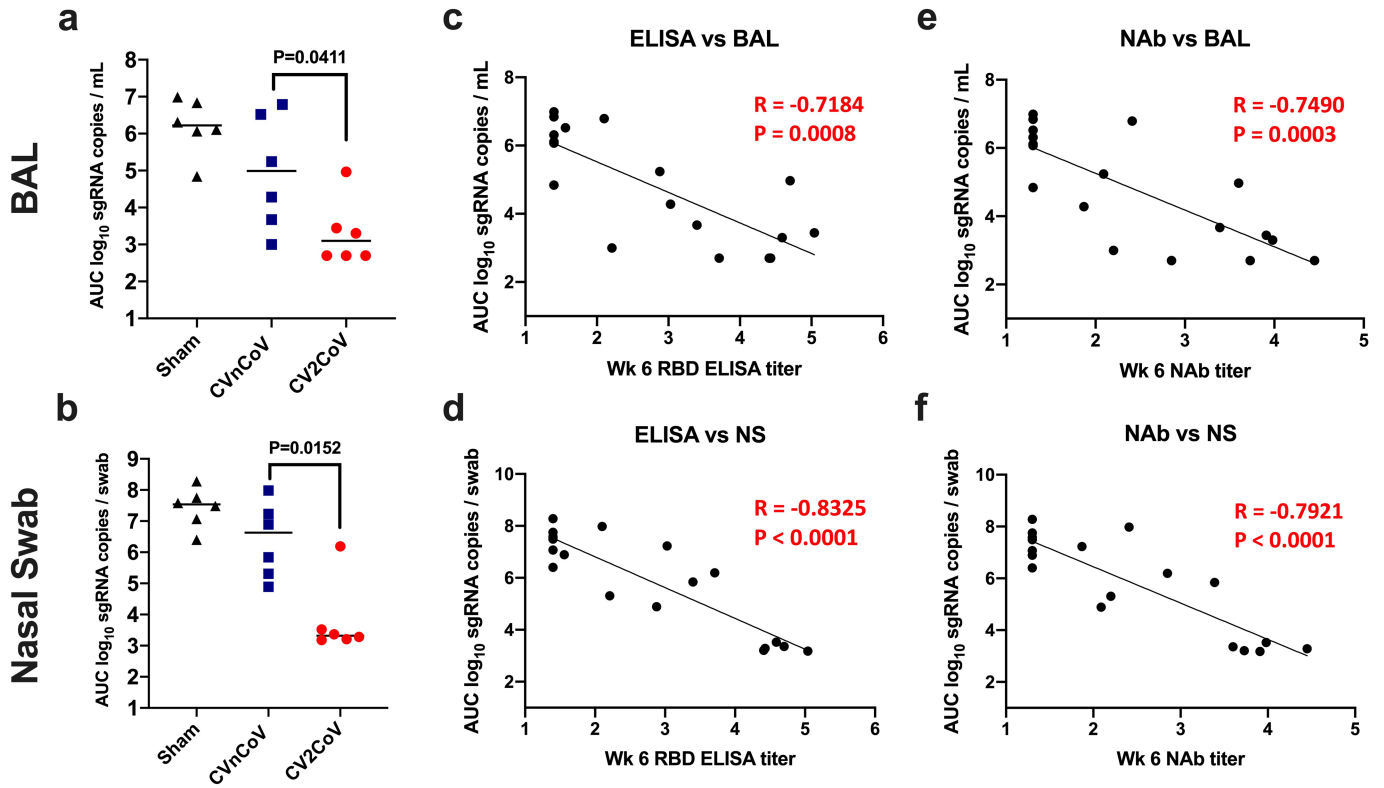 BAL
a
P=0.0411
AUC log10 sgRNA copies / mL
8
7
6
5
4
3
2
1
Sham
CVnCoV
CV2CoV
c
ELISA vs BAL
R = -0.7184
P = 0.0008
AUC log10 sgRNA copies / mL
8
6
4
2
1 2 3 4 5 6
Wk 6 RBD ELISA titer
e
NAb vs BAL
R = -0.7490
P = 0.0003
AUC log10 sgRNA copies / mL
8
6
4
2
1 2 3 4 5
Wk 6 NAb titer
Nasal Swab
b
P=0.0152
AUC log10 sgRNA copies / swab
9
8
7
6
5
4
3
2
1
Sham
CVnCoV
CV2CoV
d
ELISA vs NS
R = -0.8325
P < 0.0001
AUC log10 sgRNA copies / swab
10
8
6
4
2
1 2 3 4 5 6
Wk 6 RBD ELISA titer
f
NAb vs NS
R = -0.7921
P < 0.0001
AUC log10 sgRNA copies / swab
10
8
6
4
2
1 2 3 4 5
Wk 6 NAb titer